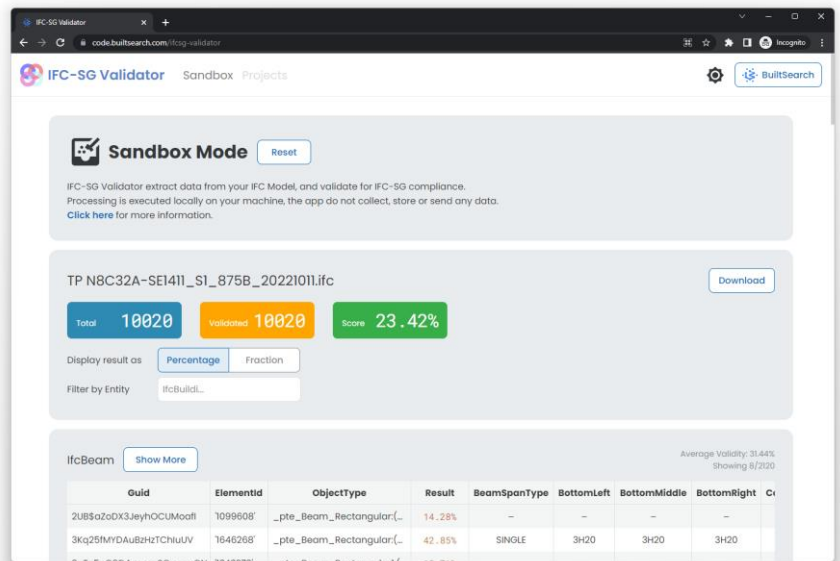 IFC-SG Validator
code.builtsearch.com/ifcsg-validator
Incognito
IFC-SG Validator Sandbox Projects
BuiltSearch
Sandbox Mode Reset
IFC-SG Validator extract data from your IFC Model, and validate for IFC-SG compliance.
Processing is executed locally on your machine, the app do not collect, store or send any data.
Click here for more information.
TP N8C32A-SE1411_S1_875B_20221011.ifc Download
Total 10020 Validated 10020 Score 23.42%
Display result as Percentage Fraction
Filter by Entity IfcBuildi...
IfcBeam Show More Average Validity: 31.44%
Showing 8/2120
Guid ElementId ObjectType Result BeamSpanType BottomLeft BottomMiddle BottomRight
2UB$aZoDX3JeyhOCUMoafI '1099608' _pte_Beam_Rectangular:(... 14.28% - - - -
3Kq25fMYDAuBzHzTChIuUV '1646268' _pte_Beam_Rectangular:(... 42.85% SINGLE 3H20 3H20 3H20